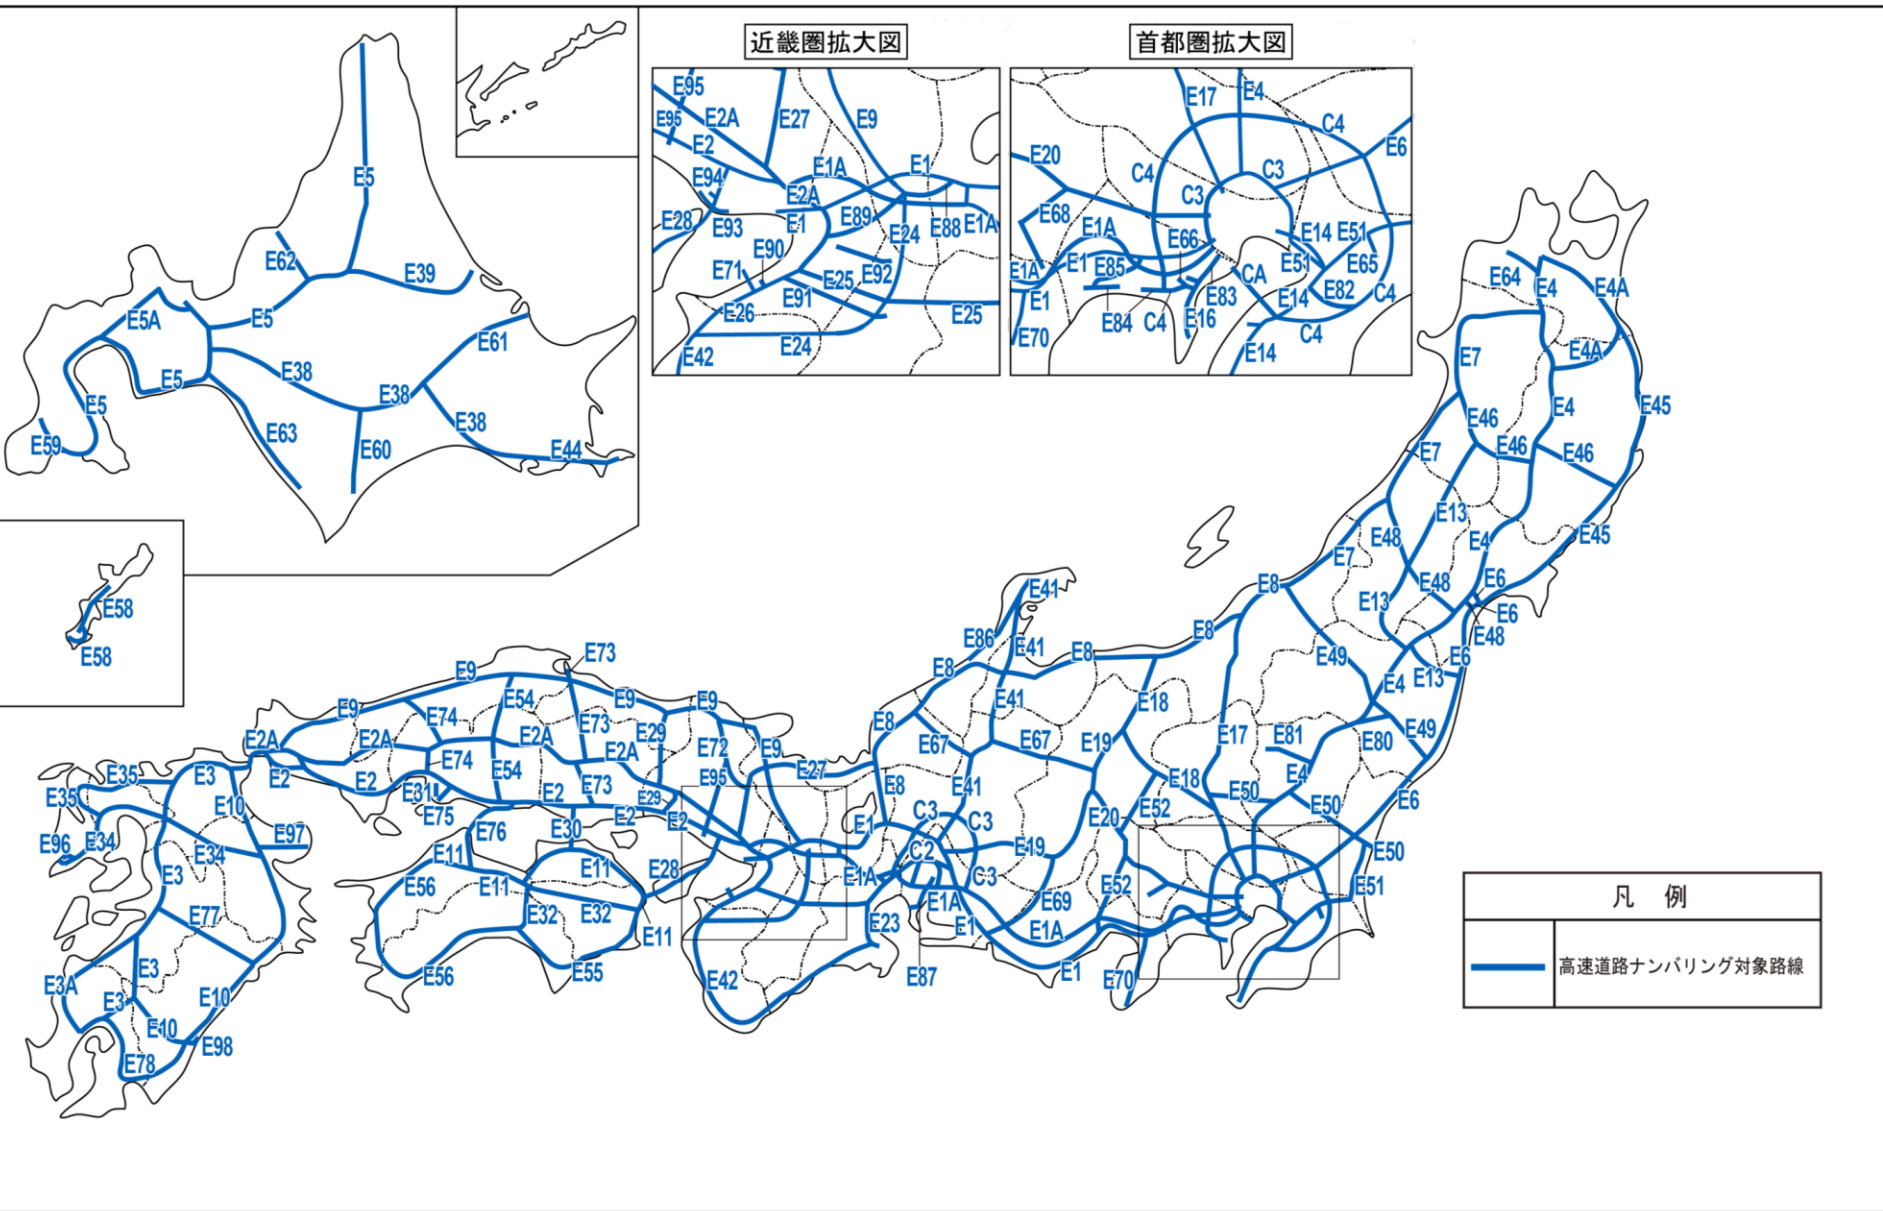 近畿圏拡大図
首都圏拡大図
E5
E62
E39
E5A
E5
E61
E38
E5
E38
E5
E38
E63
E59
E60
E44
E58
E58
E95
E95
E2A
E27
E9
E2
E1A
E1
E94
E2A
E28
E93
E1
E89
E24
E88
E1A
E90
E71
E25
E92
E91
E26
E25
E24
E42
E17
E4
C4
E6
E20
C4
C3
C3
E68
E1A
E66
E14
E51
E1A
E1
E85
CA
E51
E65
E1
E83
E14
E82
C4
E84
C4
E16
C4
E70
E14
E64
E4
E4A
E7
E4A
E45
E46
E4
E7
E46
E46
E13
E48
E4
E45
E7
E48
E6
E8
E13
E6
E48
E41
E86
E41
E8
E8
E8
E49
E6
E4
E13
E73
E9
E54
E9
E9
E9
E74
E73
E29
E41
E18
E8
E49
E2A
E2A
E2A
E72
E9
E67
E67
E19
E17
E81
E80
E2A
E74
E54
E2
E2
E73
E95
E27
E8
E41
E18
E4
E35
E3
E31
E2
E29
E52
E50
E50
E6
E35
E10
E75
E2
E2
C3
C3
E20
E96
E34
E97
E76
E30
E1
C2
E19
E50
E34
E11
E11
E28
E1A
C3
E52
E51
E3
E56
E11
E1A
E69
E77
E32
E32
E23
E1
E1A
E11
E3
E56
E55
E42
E87
E1
E70
E3A
E3
E10
E10
E98
E78
凡 例
高速道路ナンバリング対象路線